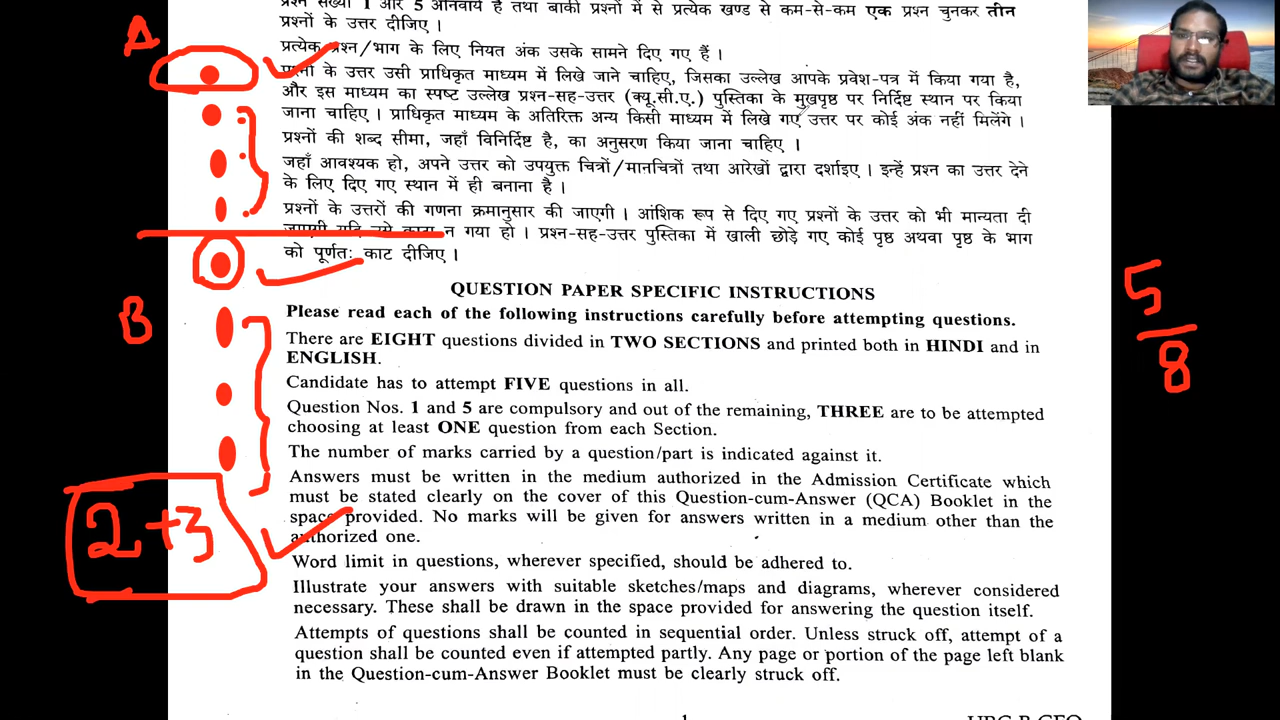 प्रश्न संख्या 1 और 5 अनिवार्य है तथा बाकी प्रश्नों में से प्रत्येक खण्ड से कम-से-कम एक प्रश्न चुनकर तीन
प्रश्नों के उत्तर दीजिए ।
प्रत्येक प्रश्न/भाग के लिए नियत अंक उसके सामने दिए गए हैं ।
A
प्रश्नों के उत्तर उसी प्राधिकृत माध्यम में लिखे जाने चाहिए, जिसका उल्लेख आपके प्रवेश-पत्र में किया गया है,
और इस माध्यम का स्पष्ट उल्लेख प्रश्न-सह-उत्तर (क्यू.सी.ए.) पुस्तिका के मुखपृष्ठ पर निर्दिष्ट स्थान पर किया
जाना चाहिए । प्राधिकृत माध्यम के अतिरिक्त अन्य किसी माध्यम में लिखे गए उत्तर पर कोई अंक नहीं मिलेंगे ।
प्रश्नों की शब्द सीमा, जहाँ विनिर्दिष्ट है, का अनुसरण किया जाना चाहिए ।
जहाँ आवश्यक हो, अपने उत्तर को उपयुक्त चित्रों/मानचित्रों तथा आरेखों द्वारा दर्शाइए । इन्हें प्रश्न का उत्तर देने
के लिए दिए गए स्थान में ही बनाना है ।
प्रश्नों के उत्तरों की गणना क्रमानुसार की जाएगी । आंशिक रूप से दिए गए प्रश्नों के उत्तर को भी मान्यता दी
जाएगी यदि उसे काटा न गया हो । प्रश्न-सह-उत्तर पुस्तिका में खाली छोड़े गए कोई पृष्ठ अथवा पृष्ठ के भाग
को पूर्णतः काट दीजिए ।
QUESTION PAPER SPECIFIC INSTRUCTIONS
Please read each of the following instructions carefully before attempting questions.
B
There are EIGHT questions divided in TWO SECTIONS and printed both in HINDI and in
ENGLISH.
5
8
Candidate has to attempt FIVE questions in all.
Question Nos. 1 and 5 are compulsory and out of the remaining, THREE are to be attempted
choosing at least ONE question from each Section.
The number of marks carried by a question/part is indicated against it.
Answers must be written in the medium authorized in the Admission Certificate which
must be stated clearly on the cover of this Question-cum-Answer (QCA) Booklet in the
space provided. No marks will be given for answers written in a medium other than the
authorized one.
2+3
Word limit in questions, wherever specified, should be adhered to.
Illustrate your answers with suitable sketches/maps and diagrams, wherever considered
necessary. These shall be drawn in the space provided for answering the question itself.
Attempts of questions shall be counted in sequential order. Unless struck off, attempt of a
question shall be counted even if attempted partly. Any page or portion of the page left blank
in the Question-cum-Answer Booklet must be clearly struck off.